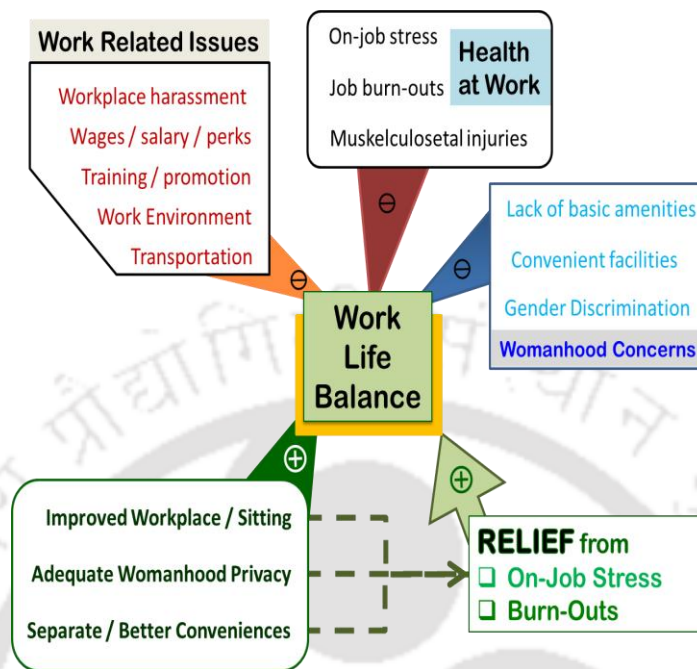 Work Related Issues
Workplace harassment
Wages / salary / perks
Training / promotion
Work Environment
Transportation
On-job stress
Health
at Work
Job burn-outs
Muskelculosetal injuries
Lack of basic amenities
Convenient facilities
Gender Discrimination
Womanhood Concerns
⊖
⊖
⊖
Work
Life
Balance
⊕
⊕
Improved Workplace / Sitting
Adequate Womanhood Privacy
Separate / Better Conveniences
RELIEF from
❑ On-Job Stress
❑ Burn-Outs